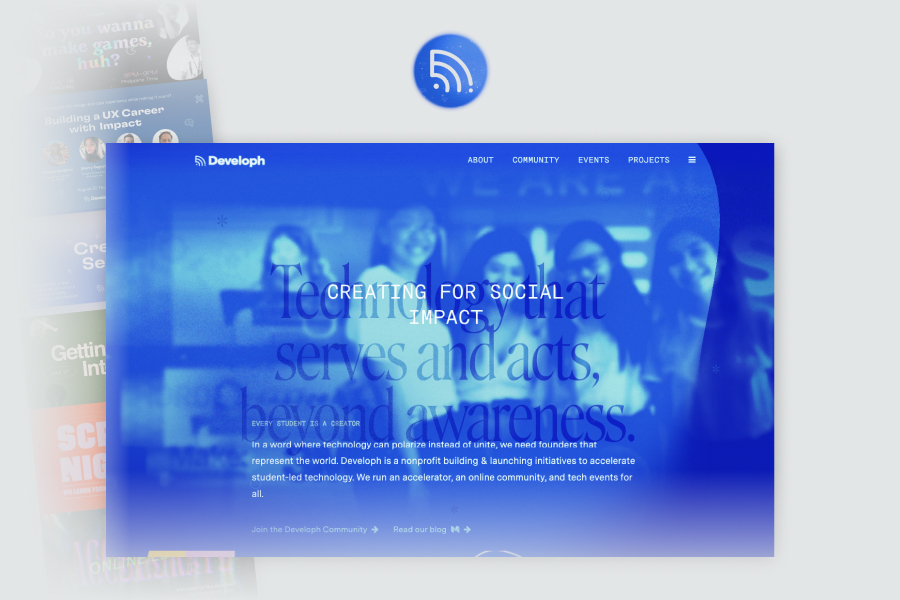 you wanna
make games,
huh?
Building a UX Career
with Impact
Developh
ABOUT
COMMUNITY
EVENTS
PROJECTS
WE ARE A
Technology that
CREATING FOR SOCIAL
IMPACT
serves and acts,
beyond awareness.
EVERY STUDENT IS A CREATOR
In a word where technology can polarize instead of unite, we need founders that
represent the world. Developh is a nonprofit building & launching initiatives to accelerate
student-led technology. We run an accelerator, an online community, and tech events for
all.
Join the Developh Community →
Read our blog →
Cre
Se
Gettin
Int
SC
NIG
ONLINE